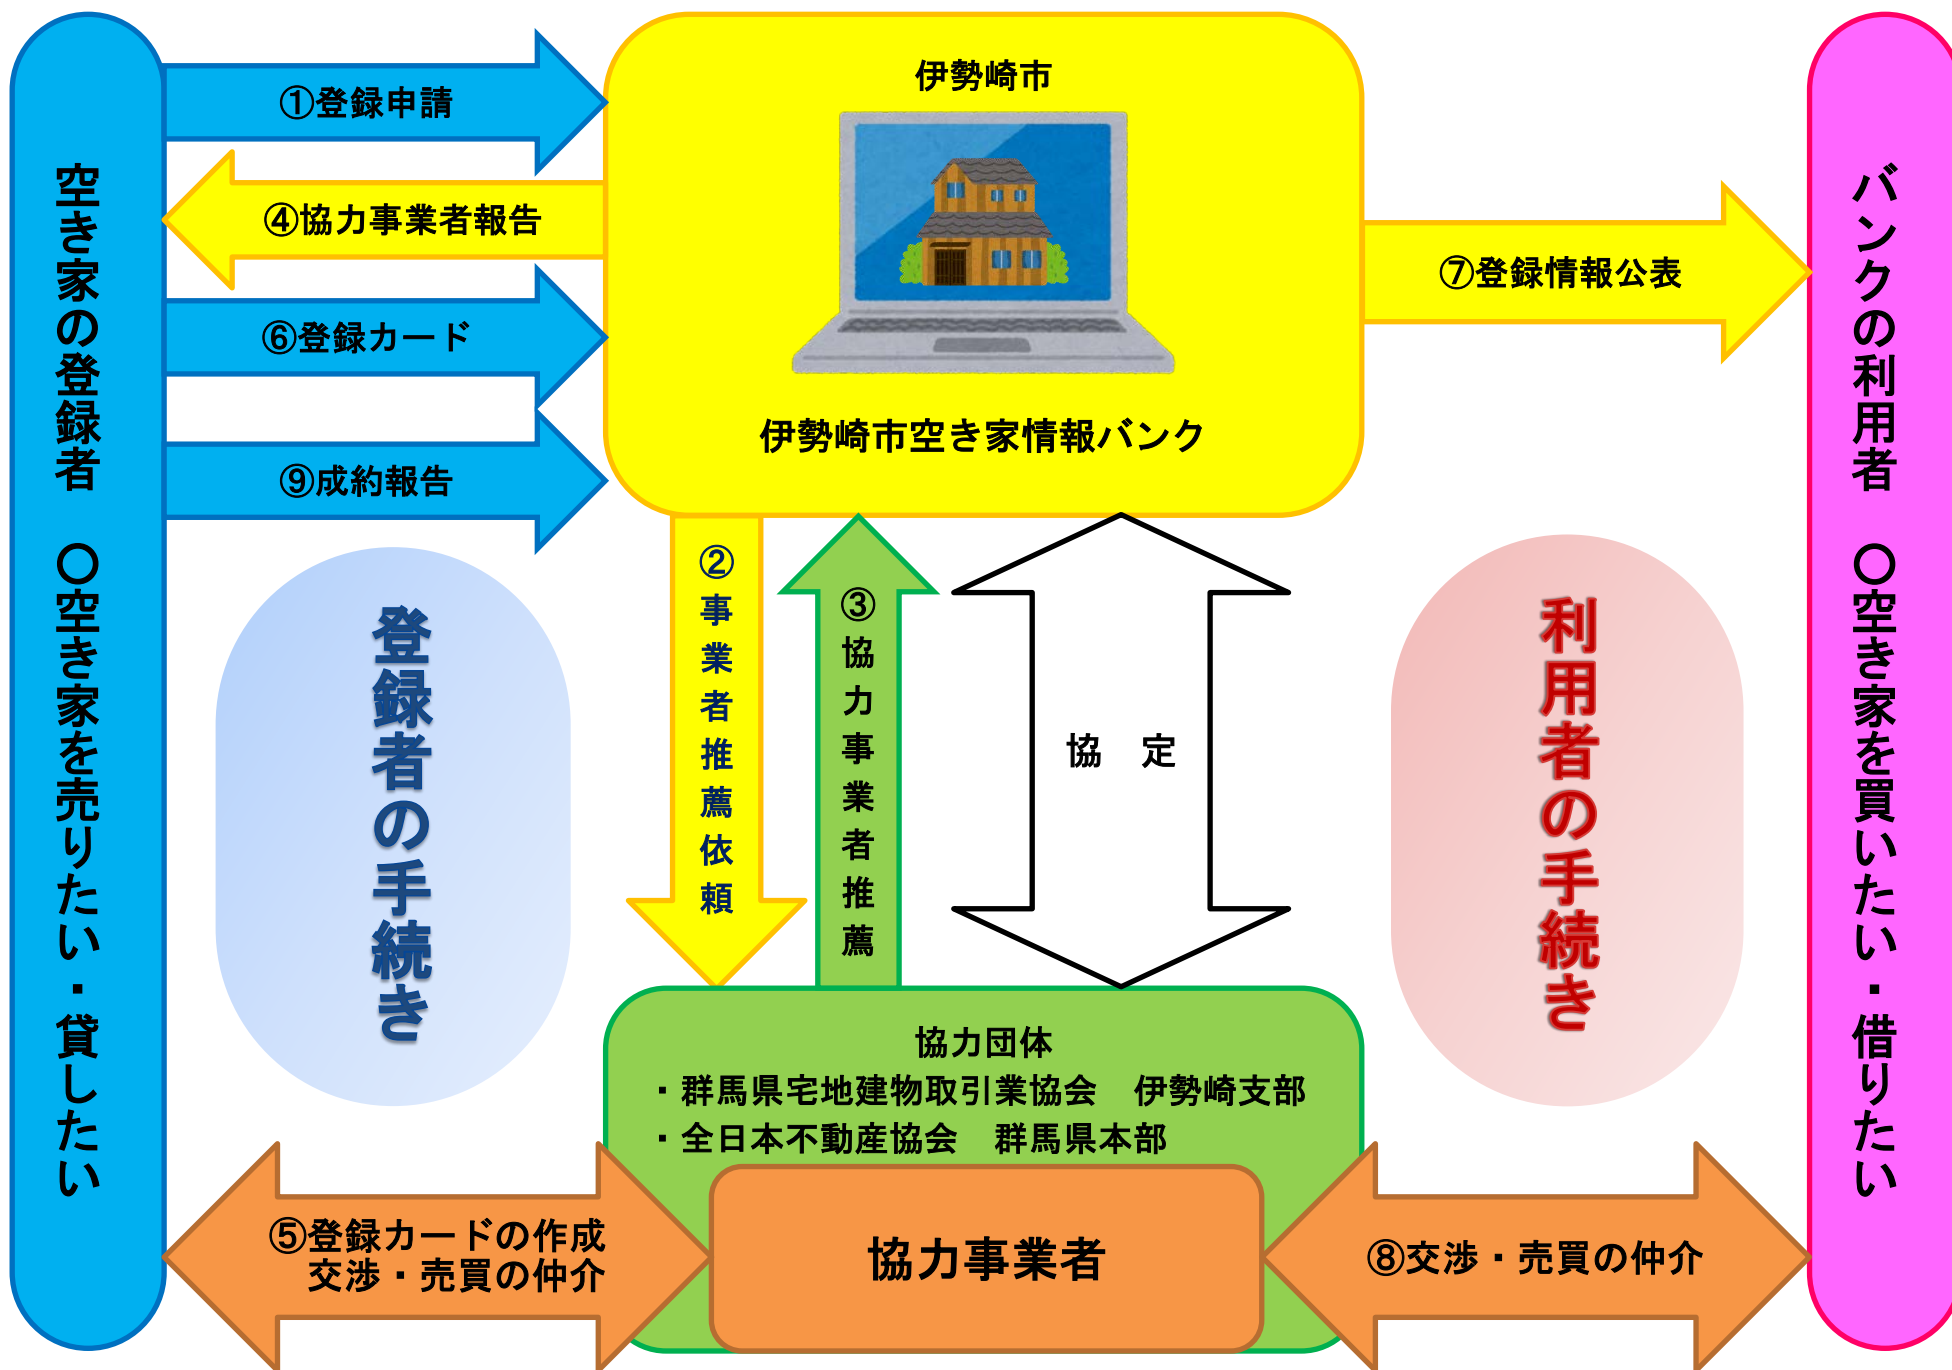 空き家の登録者　〇空き家を売りたい・貸したい
①登録申請
④協力事業者報告
⑥登録カード
⑨成約報告
伊勢崎市
伊勢崎市空き家情報バンク
⑦登録情報公表
バンクの利用者　〇空き家を買いたい・借りたい
登録者の手続き
②事業者推薦依頼
③協力事業者推薦
協　定
利用者の手続き
協力団体
・群馬県宅地建物取引業協会　伊勢崎支部
・全日本不動産協会　群馬県本部
⑤登録カードの作成
交渉・売買の仲介
協力事業者
⑧交渉・売買の仲介